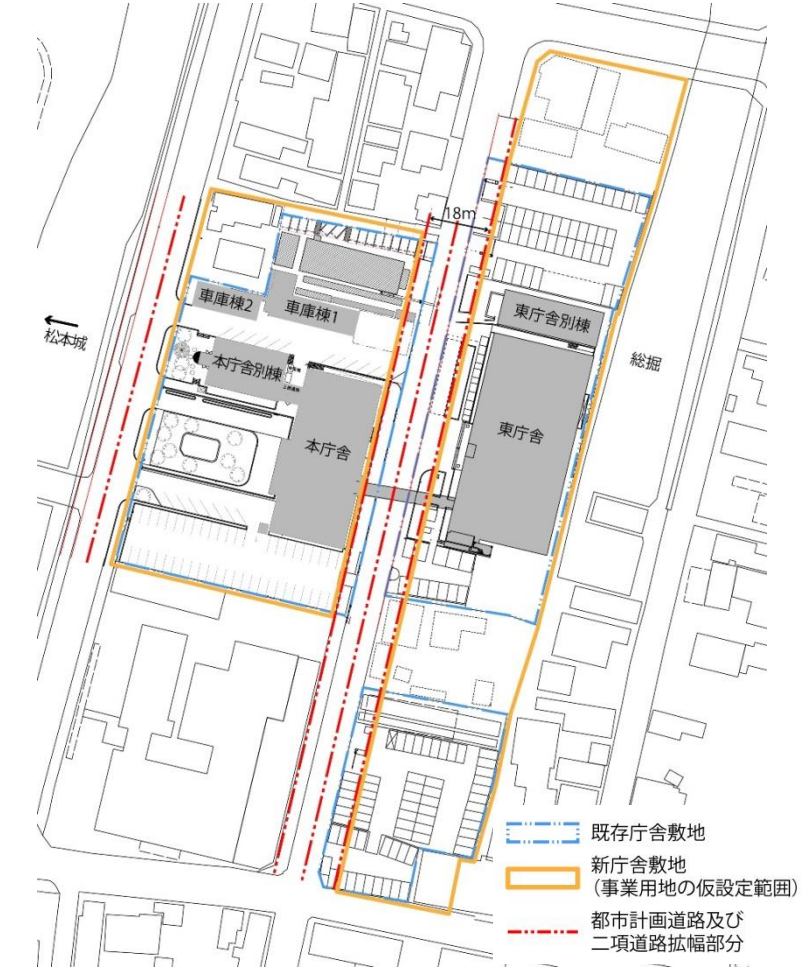 18m
車庫棟2
車庫棟1
東庁舎別棟
松本城
本庁舎別棟
総掘
東庁舎
本庁舎
既存庁舎敷地
新庁舎敷地
(事業用地の仮設定範囲)
都市計画道路及び
二項道路拡幅部分